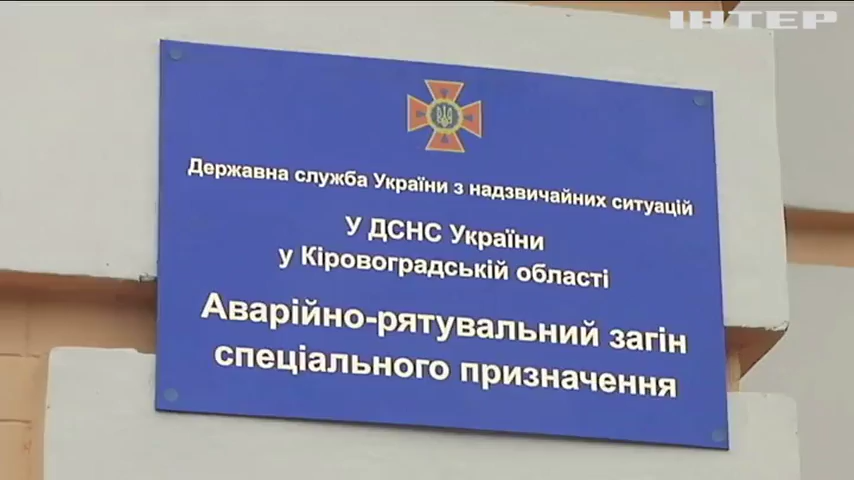 ІНТЕР
Державна служба України з надзвичайних ситуацій
У ДСНС України
у Кіровоградській області
Аварійно-рятувальний загін
спеціального призначення